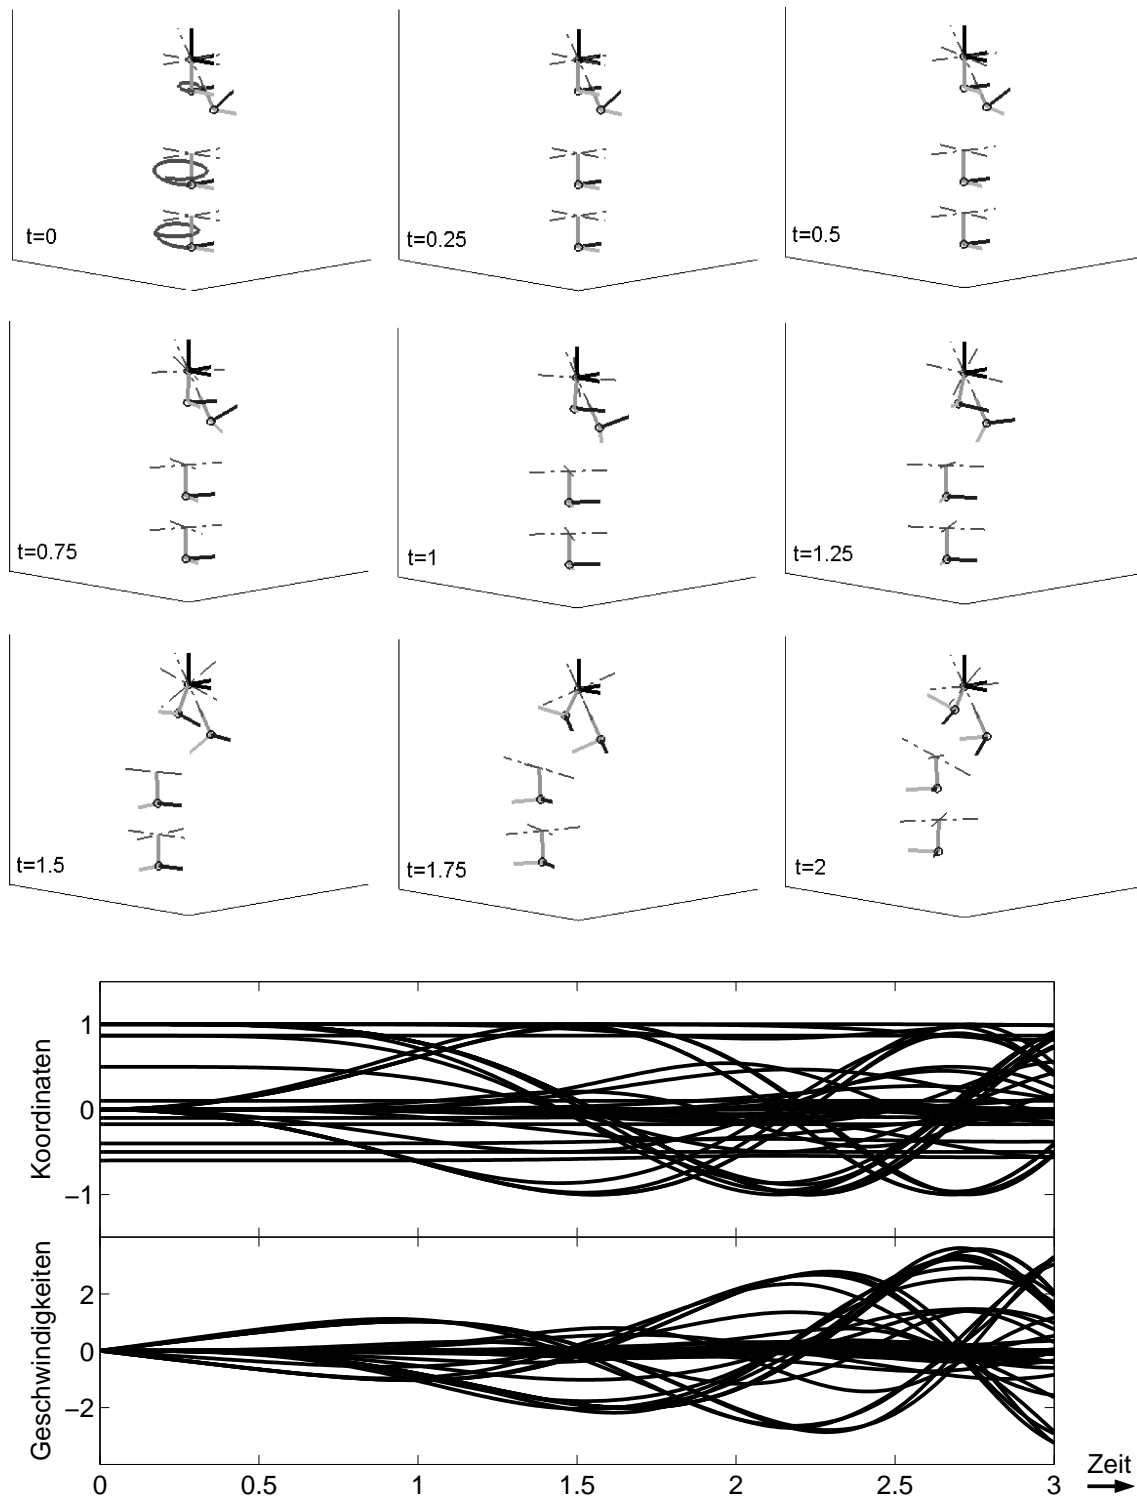 t=0
t=0.25
t=0.5
t=0.75
t=1
t=1.25
t=1.5
t=1.75
t=2
Koordinaten
1
0
−1
Geschwindigkeiten
2
0
−2
0 0.5 1 1.5 2 2.5 3
Zeit